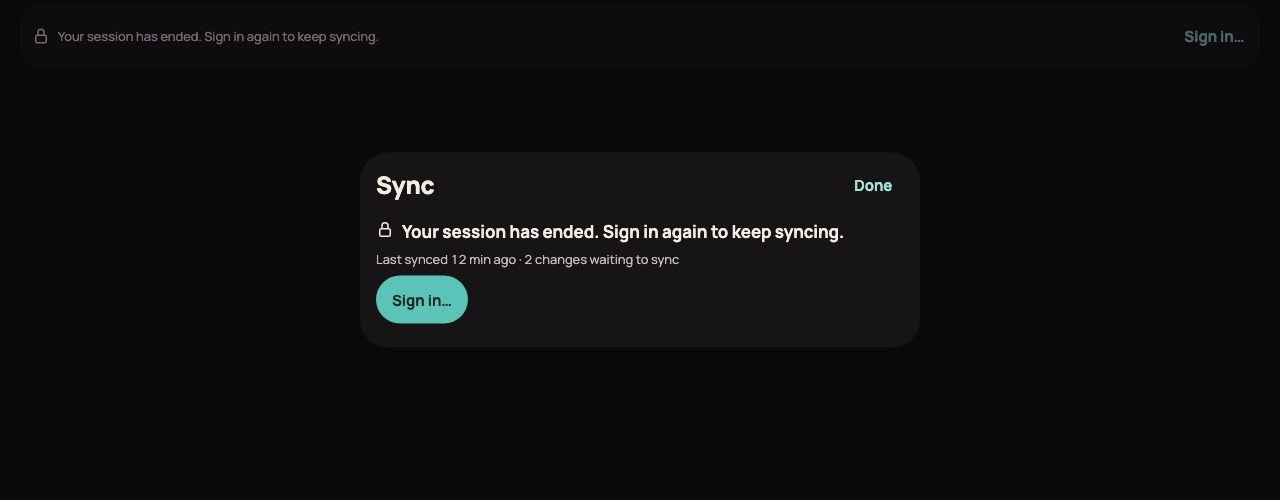 Your session has ended. Sign in again to keep syncing.
Sign in…
Sync
Done
Your session has ended. Sign in again to keep syncing.
Last synced 12 min ago · 2 changes waiting to sync
Sign in…